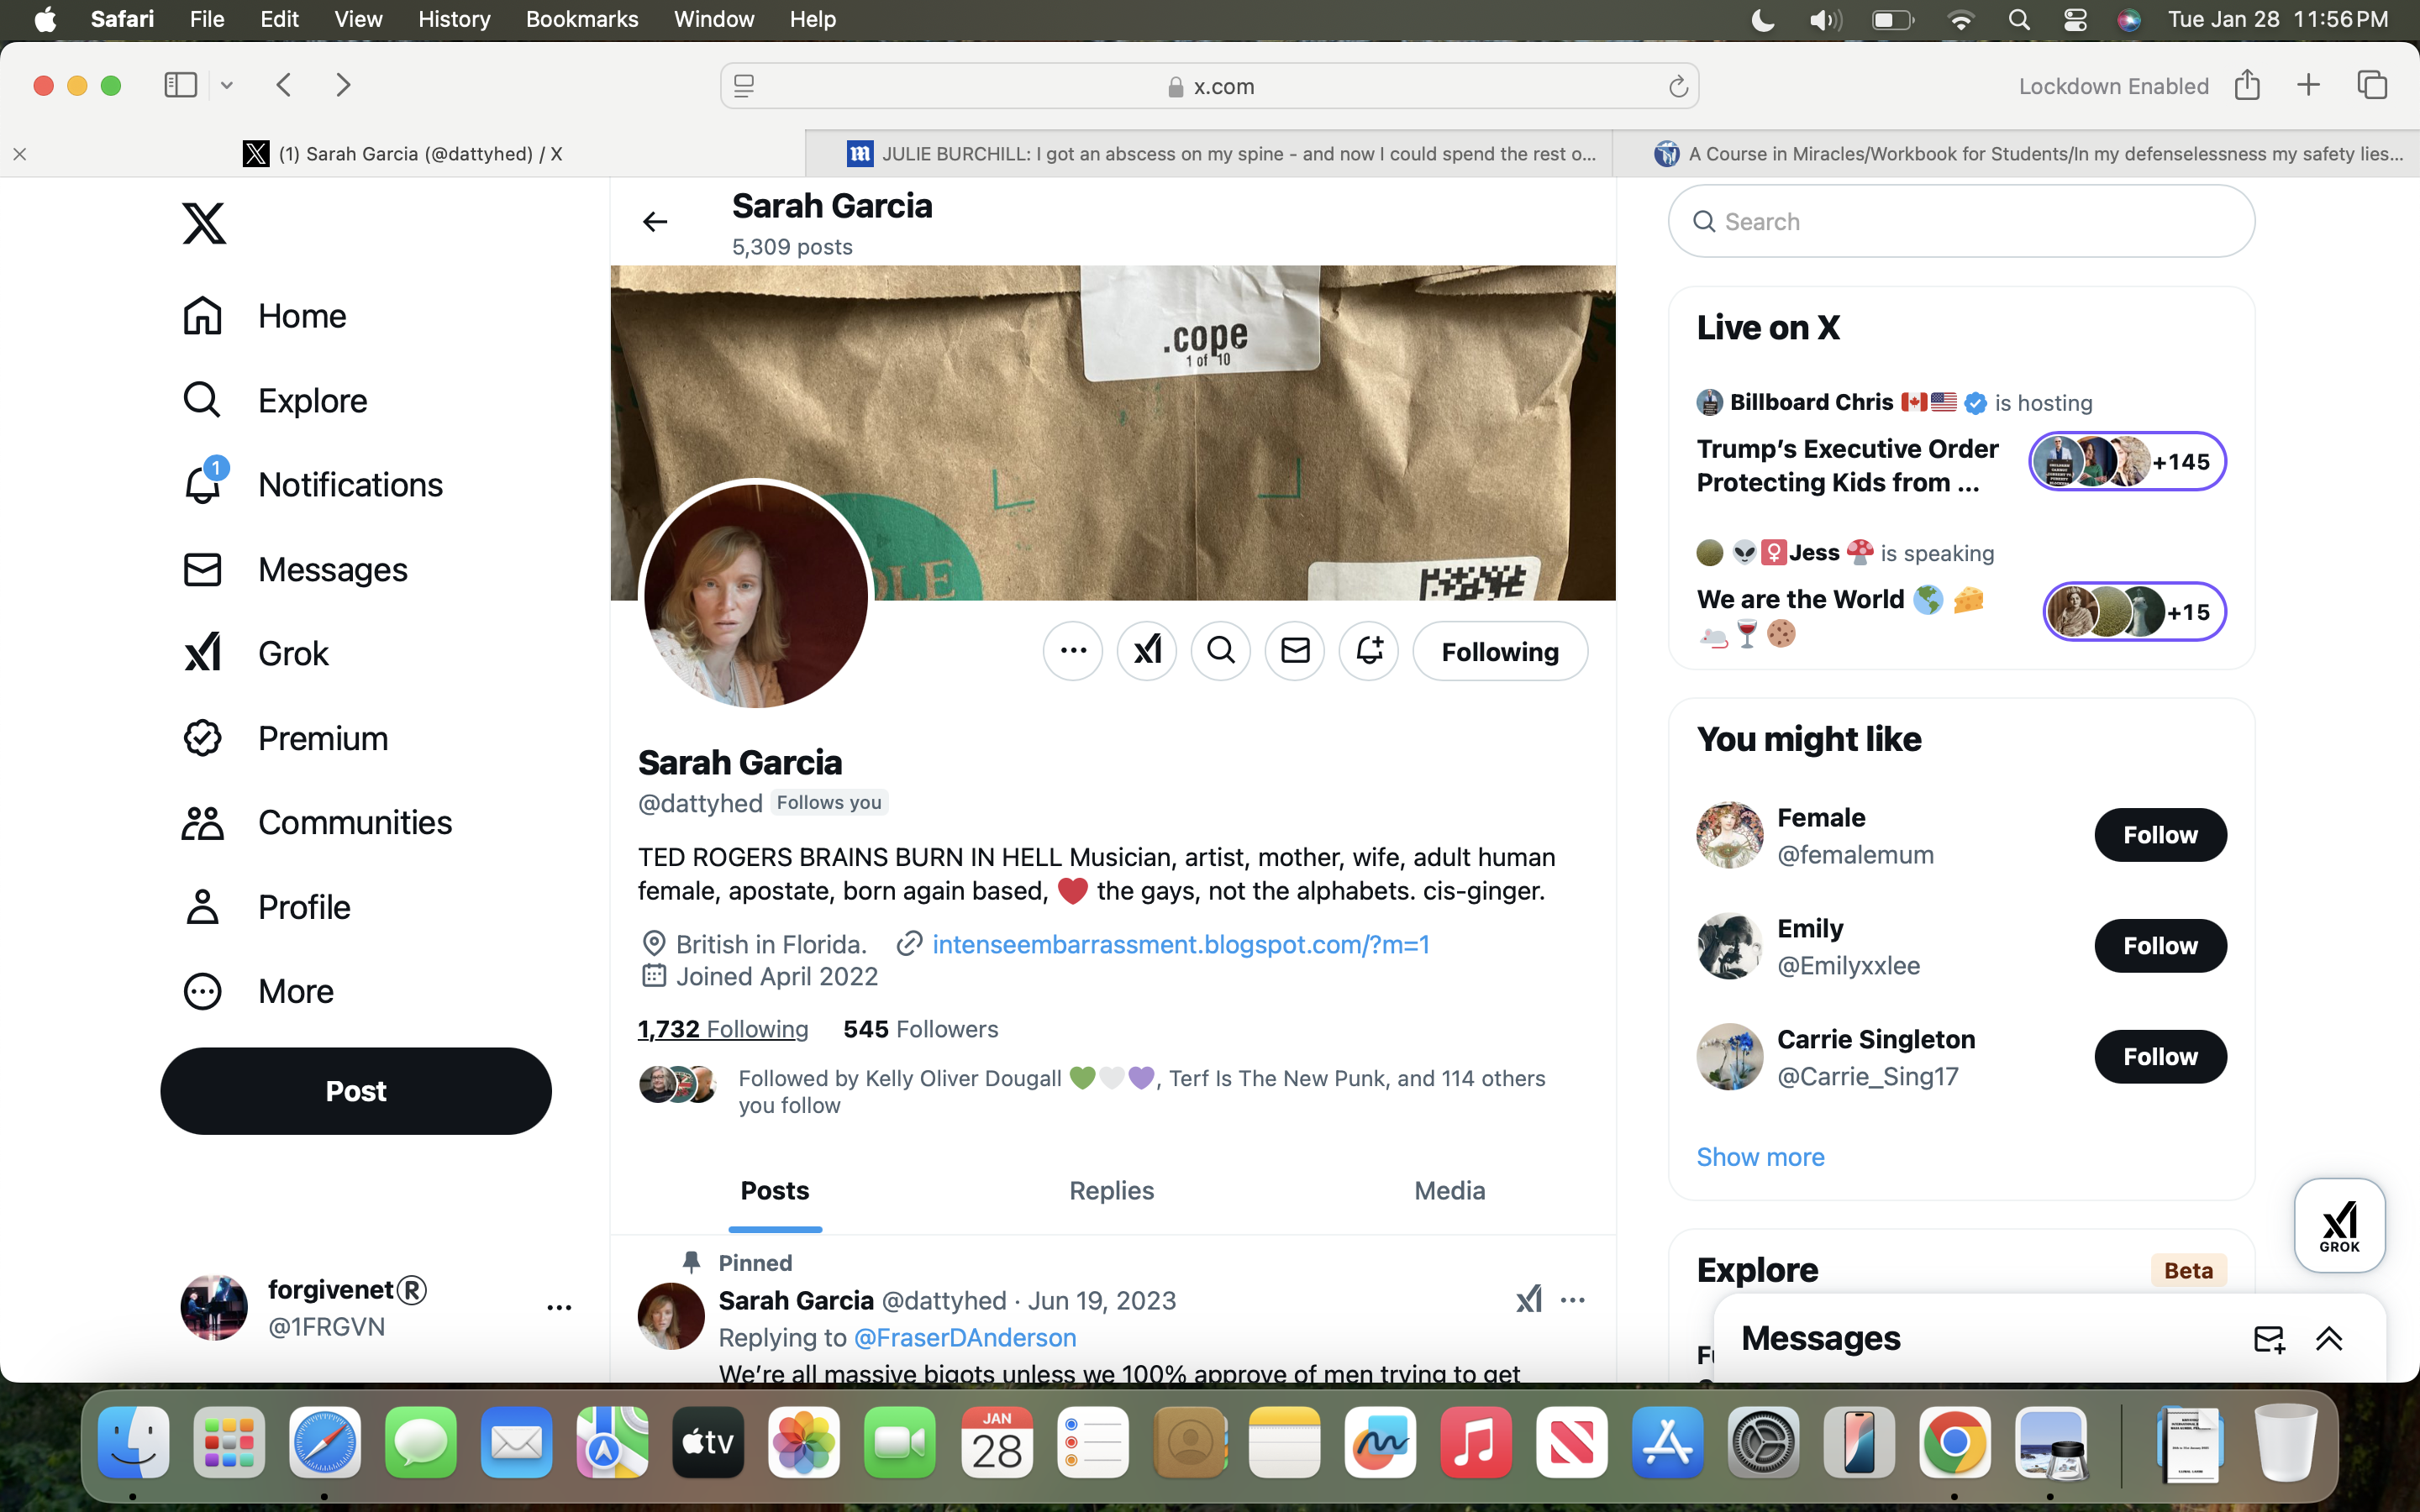 Safari File Edit View History Bookmarks Window Help
Tue Jan 28 11:56 PM
x.com
Lockdown Enabled
(1) Sarah Garcia (@dattyhed) / X
JULIE BURCHILL: I got an abscess on my spine - and now I could spend the rest o...
A Course in Miracles/Workbook for Students/In my defenselessness my safety lies...
Home
Explore
1
Notifications
Messages
Grok
Premium
Communities
Profile
More
Post
forgivenet®
@1FRGVN
Sarah Garcia
5,309 posts
.cope
1 of 10
OLE
Following
Sarah Garcia
@dattyhed Follows you
TED ROGERS BRAINS BURN IN HELL Musician, artist, mother, wife, adult human
female, apostate, born again based, ❤️ the gays, not the alphabets. cis-ginger.
British in Florida. intenseembarrassment.blogspot.com/?m=1
Joined April 2022
1,732 Following 545 Followers
Followed by Kelly Oliver Dougall 💚🤍💜, Terf Is The New Punk, and 114 others
you follow
Posts Replies Media
Pinned
Sarah Garcia @dattyhed · Jun 19, 2023
Replying to @FraserDAnderson
We're all massive bigots unless we 100% approve of men trying to get
Search
Live on X
Billboard Chris 🇨🇦🇺🇸 is hosting
Trump's Executive Order
Protecting Kids from ...
+145
👽🚺Jess 🍄 is speaking
We are the World 🌎 🧀
🐁🍷🍪
+15
You might like
Female
@femalemum
Follow
Emily
@Emilyxxlee
Follow
Carrie Singleton
@Carrie_Sing17
Follow
Show more
GROK
Explore
Beta
Messages
tv
JAN
28